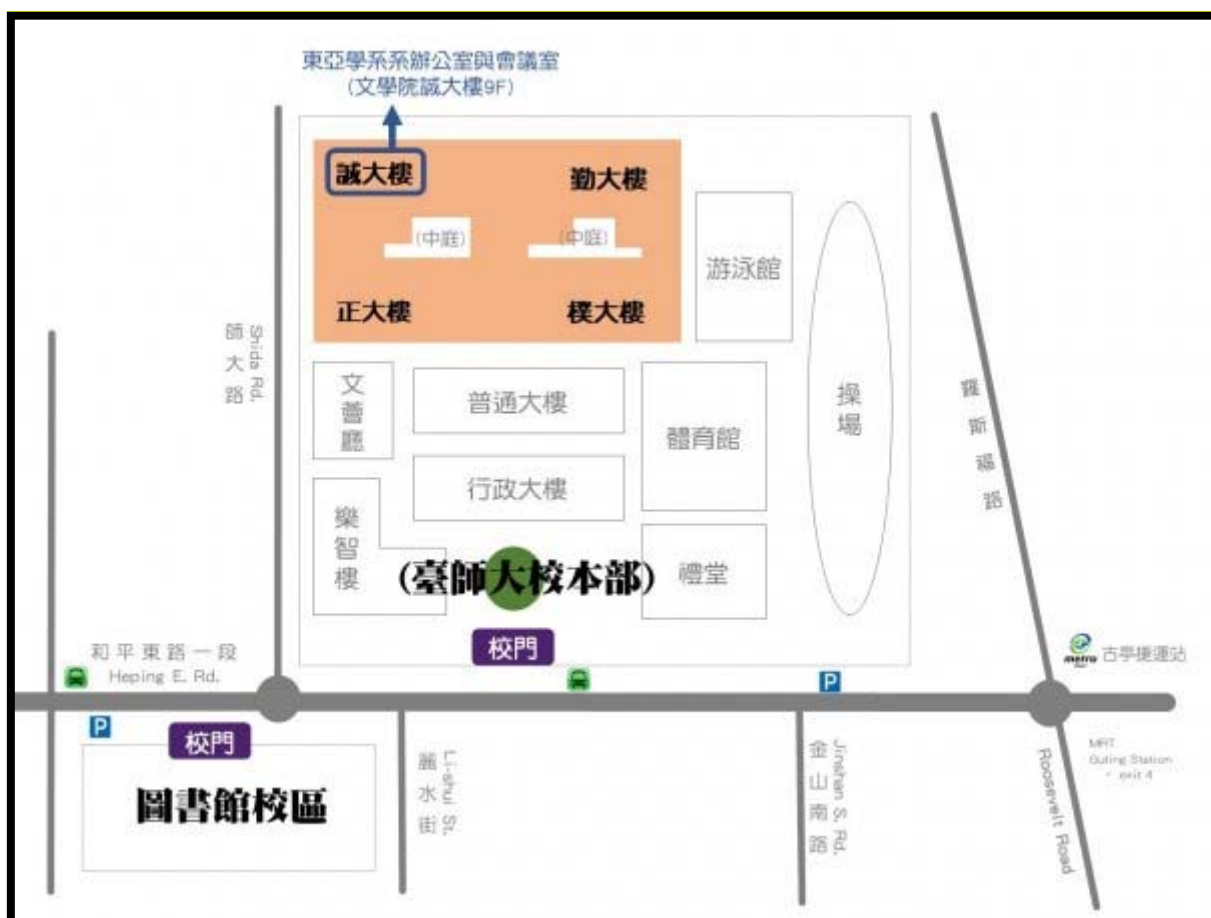 東亞學系系辦公室與會議室
(文學院誠大樓9F)
誠大樓
勤大樓
(中庭)
(中庭)
游泳館
正大樓
樸大樓
師大路
Shida Rd.
文薈廳
普通大樓
體育館
操場
羅斯福路
行政大樓
樂智樓
(臺師大校本部)
禮堂
校門
和平東路一段
Heping E. Rd.
metro
古亭捷運站
P
P
校門
圖書館校區
麗水街
Li-shui St.
金山南路
Jinshan S. Rd.
Roosevelt Road
MRT
Guting Station
exit 4